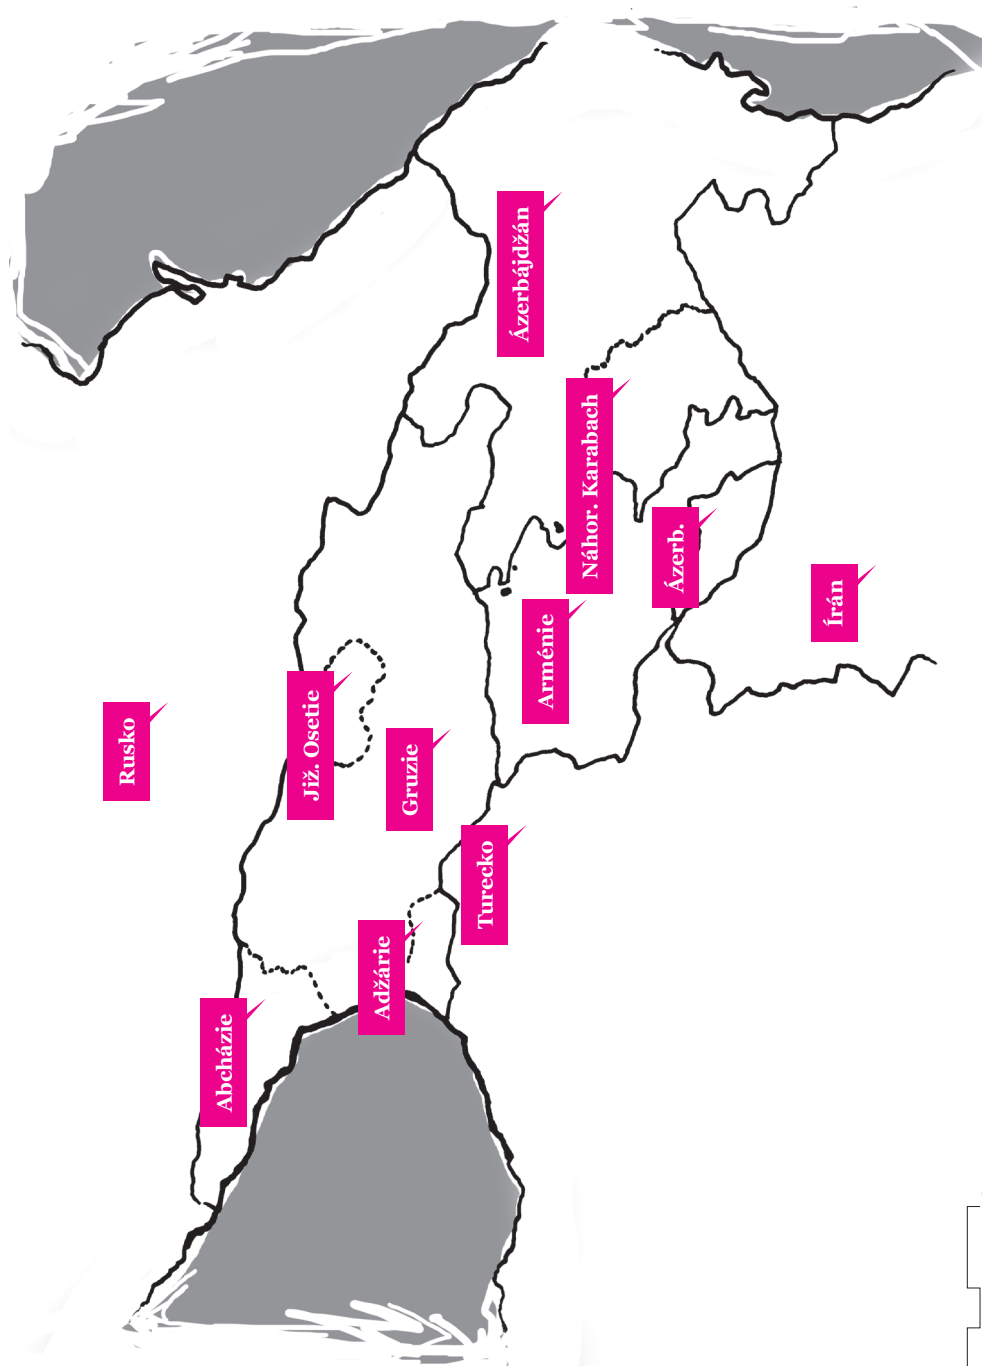 Rusko
Abcházie
Již. Osetie
Adžárie
Gruzie
Turecko
Ázerbájdžán
Arménie
Náhor. Karabach
Ázerb.
Írán